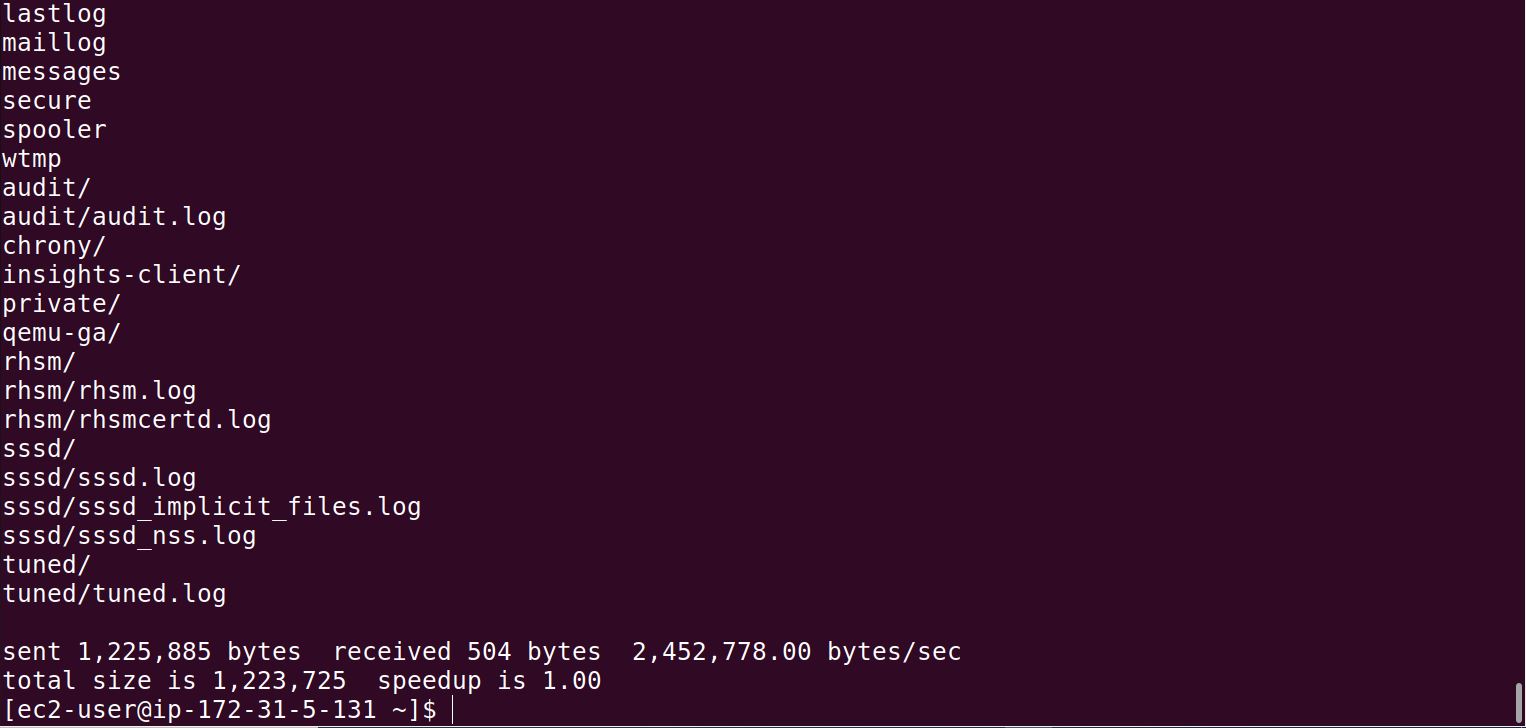 lastlog
maillog
messages
secure
spooler
wtmp
audit/
audit/audit.log
chrony/
insights-client/
private/
qemu-ga/
rhsm/
rhsm/rhsm.log
rhsm/rhsmcertd.log
sssd/
sssd/sssd.log
sssd/sssd_implicit_files.log
sssd/sssd_nss.log
tuned/
tuned/tuned.log

sent 1,225,885 bytes  received 504 bytes  2,452,778.00 bytes/sec
total size is 1,223,725  speedup is 1.00
[ec2-user@ip-172-31-5-131 ~]$